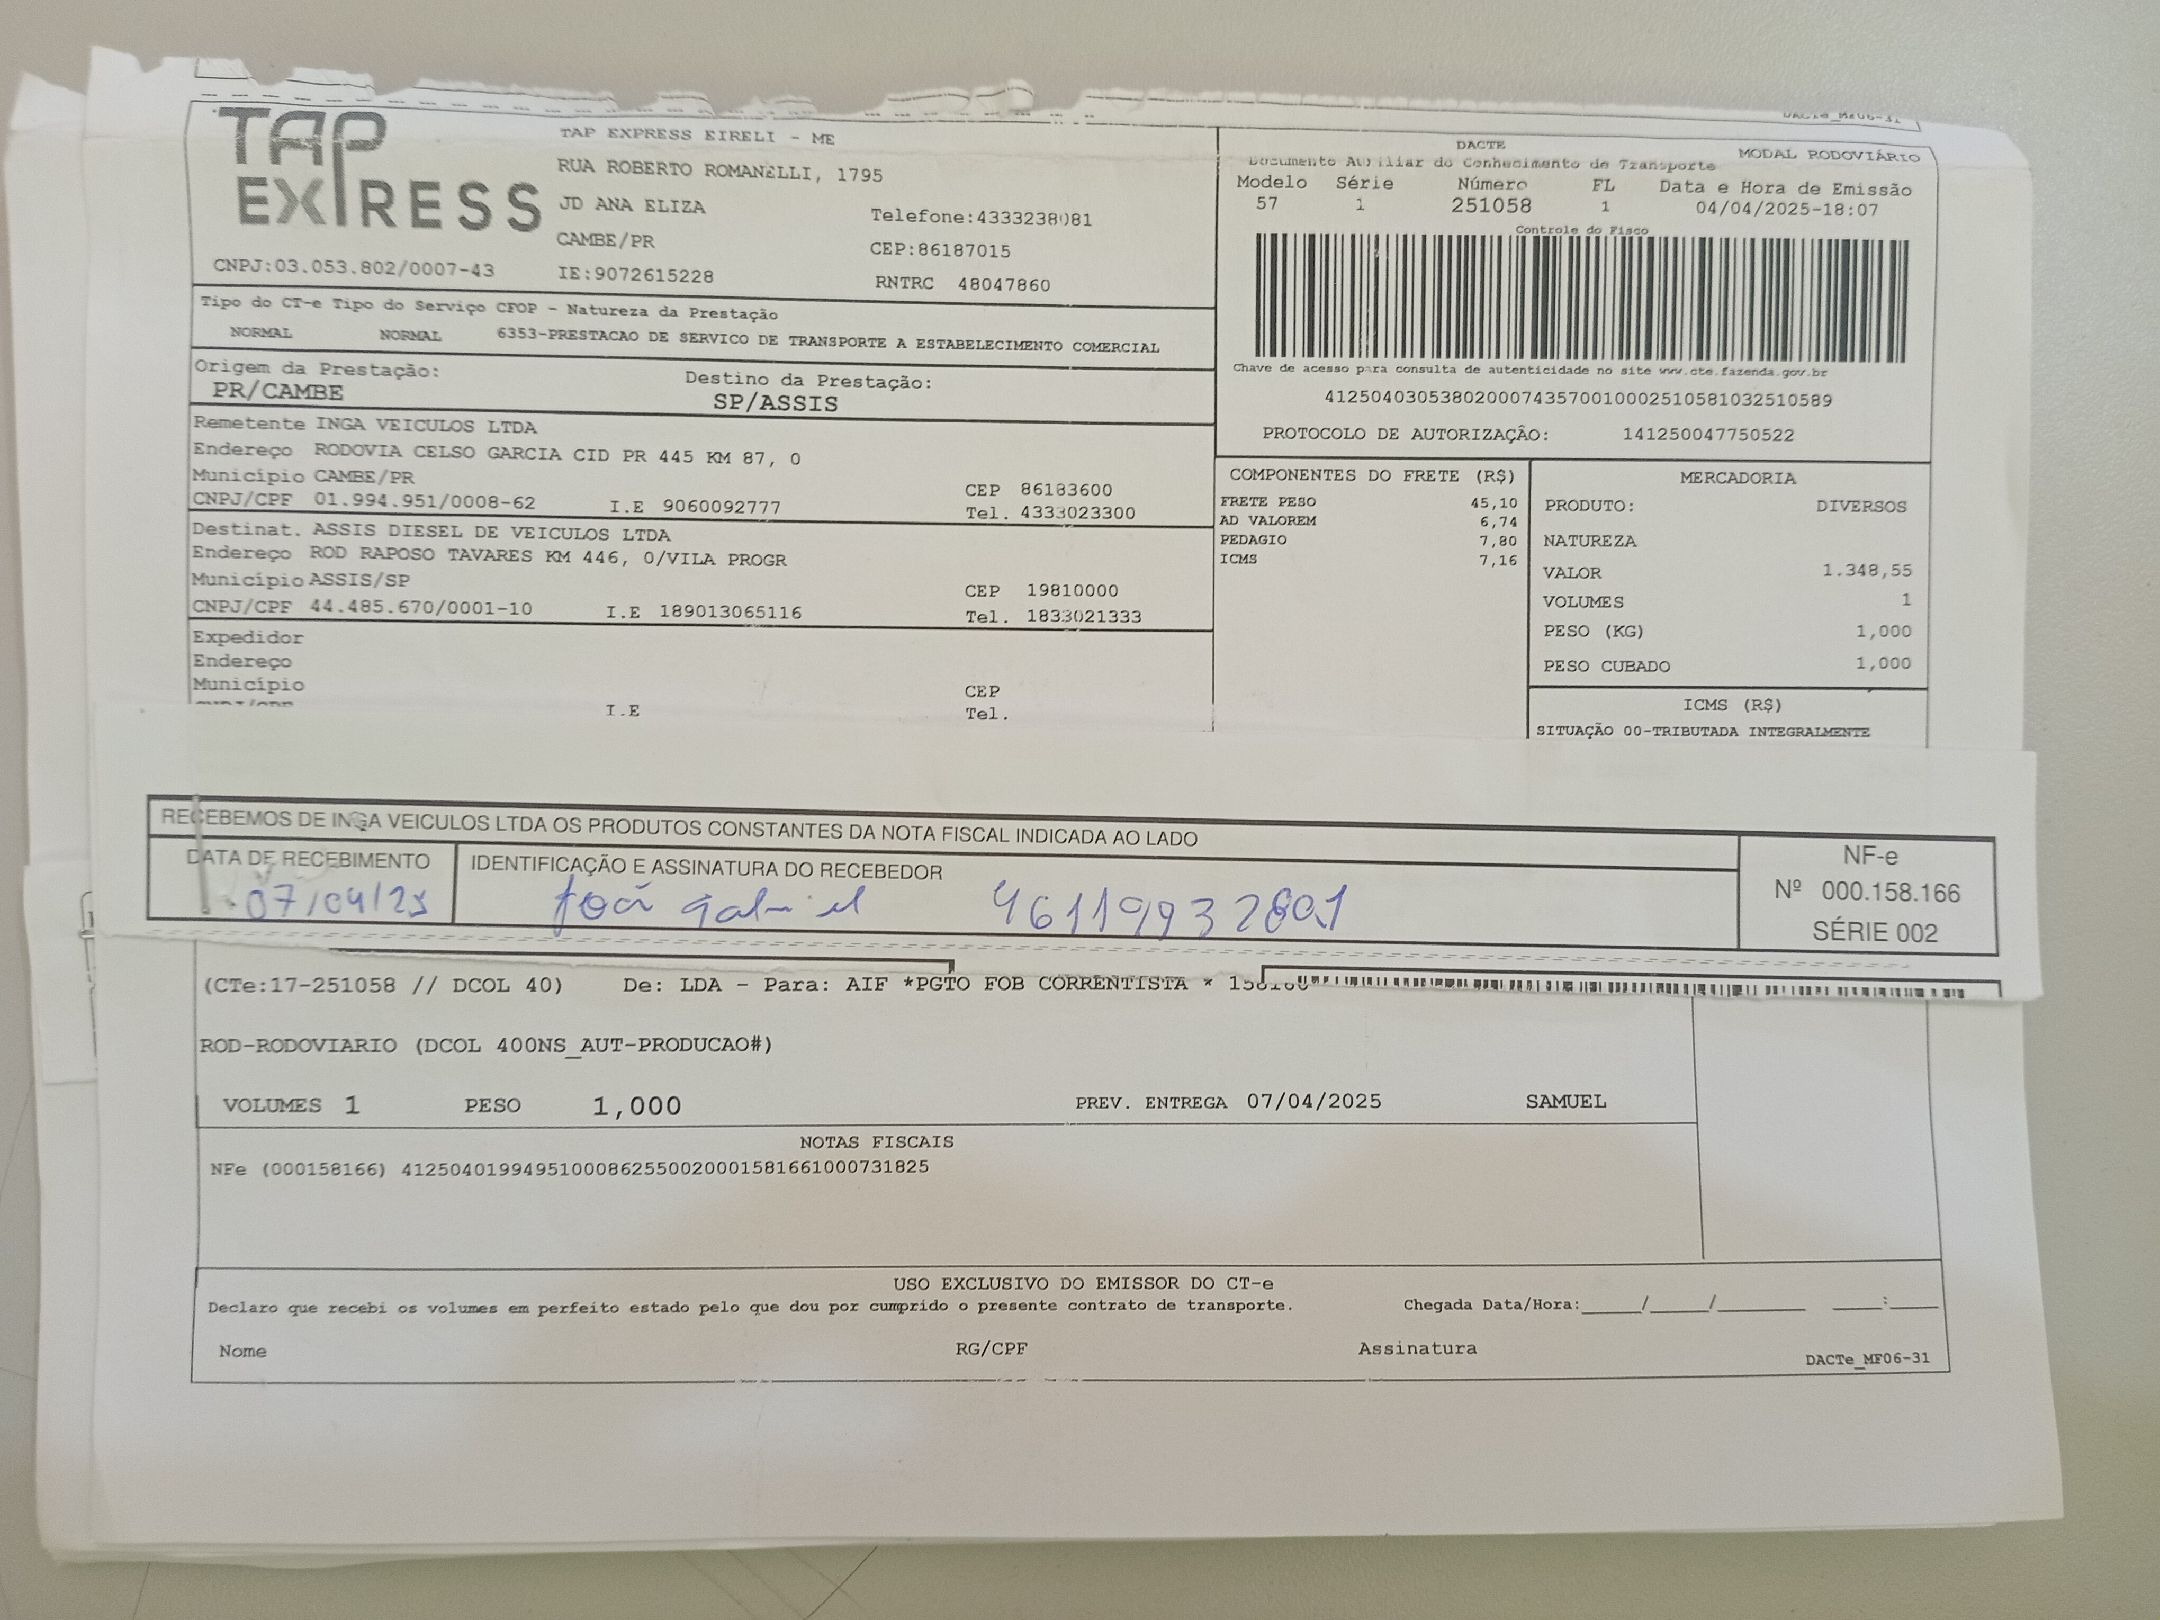 TAP EXPRESS
TAP EXPRESS EIRELI - ME
RUA ROBERTO ROMANELLI, 1795
JD ANA ELIZA
Telefone:4333238081
CAMBE/PR
CEP:86187015
CNPJ:03.053.802/0007-43
IE:9072615228
RNTRC 48047860
DACTe_MF06-31
DACTE
MODAL RODOVIÁRIO
Documento Auxiliar do Conhecimento de Transporte
Modelo Série Número FL Data e Hora de Emissão
57 1 251058 1 04/04/2025-18:07
Controle do Fisco
Chave de acesso para consulta de autenticidade no site www.cte.fazenda.gov.br
41250403053802000743570010002510581032510589
PROTOCOLO DE AUTORIZAÇÃO: 141250047750522
Tipo do CT-e Tipo do Serviço CFOP - Natureza da Prestação
NORMAL NORMAL 6353-PRESTACAO DE SERVICO DE TRANSPORTE A ESTABELECIMENTO COMERCIAL
Origem da Prestação: Destino da Prestação:
PR/CAMBE SP/ASSIS
Remetente INGA VEICULOS LTDA
Endereço RODOVIA CELSO GARCIA CID PR 445 KM 87, 0
Município CAMBE/PR CEP 86183600
CNPJ/CPF 01.994.951/0008-62 I.E 9060092777 Tel. 4333023300
Destinat. ASSIS DIESEL DE VEICULOS LTDA
Endereço ROD RAPOSO TAVARES KM 446, 0/VILA PROGR
Município ASSIS/SP CEP 19810000
CNPJ/CPF 44.485.670/0001-10 I.E 189013065116 Tel. 1833021333
Expedidor
Endereço
Município CEP
I.E Tel.
COMPONENTES DO FRETE (R$)
FRETE PESO 45,10
AD VALOREM 6,74
PEDAGIO 7,80
ICMS 7,16
MERCADORIA
PRODUTO: DIVERSOS
NATUREZA
VALOR 1.348,55
VOLUMES 1
PESO (KG) 1,000
PESO CUBADO 1,000
ICMS (R$)
SITUAÇÃO 00-TRIBUTADA INTEGRALMENTE
RECEBEMOS DE INGA VEICULOS LTDA OS PRODUTOS CONSTANTES DA NOTA FISCAL INDICADA AO LADO
DATA DE RECEBIMENTO IDENTIFICAÇÃO E ASSINATURA DO RECEBEDOR
07/04/25 João Gabriel
NF-e
Nº 000.158.166
SÉRIE 002
(CTe:17-251058 // DCOL 40) De: LDA - Para: AIF *PGTO FOB CORRENTISTA *
ROD-RODOVIARIO (DCOL 400NS_AUT-PRODUCAO#)
VOLUMES 1 PESO 1,000 PREV. ENTREGA 07/04/2025 SAMUEL
NOTAS FISCAIS
NFe (000158166) 41250401994951000862550020001581661000731825
USO EXCLUSIVO DO EMISSOR DO CT-e
Declaro que recebi os volumes em perfeito estado pelo que dou por cumprido o presente contrato de transporte. Chegada Data/Hora:____/____/______ ___:___
Nome RG/CPF Assinatura
DACTe_MF06-31